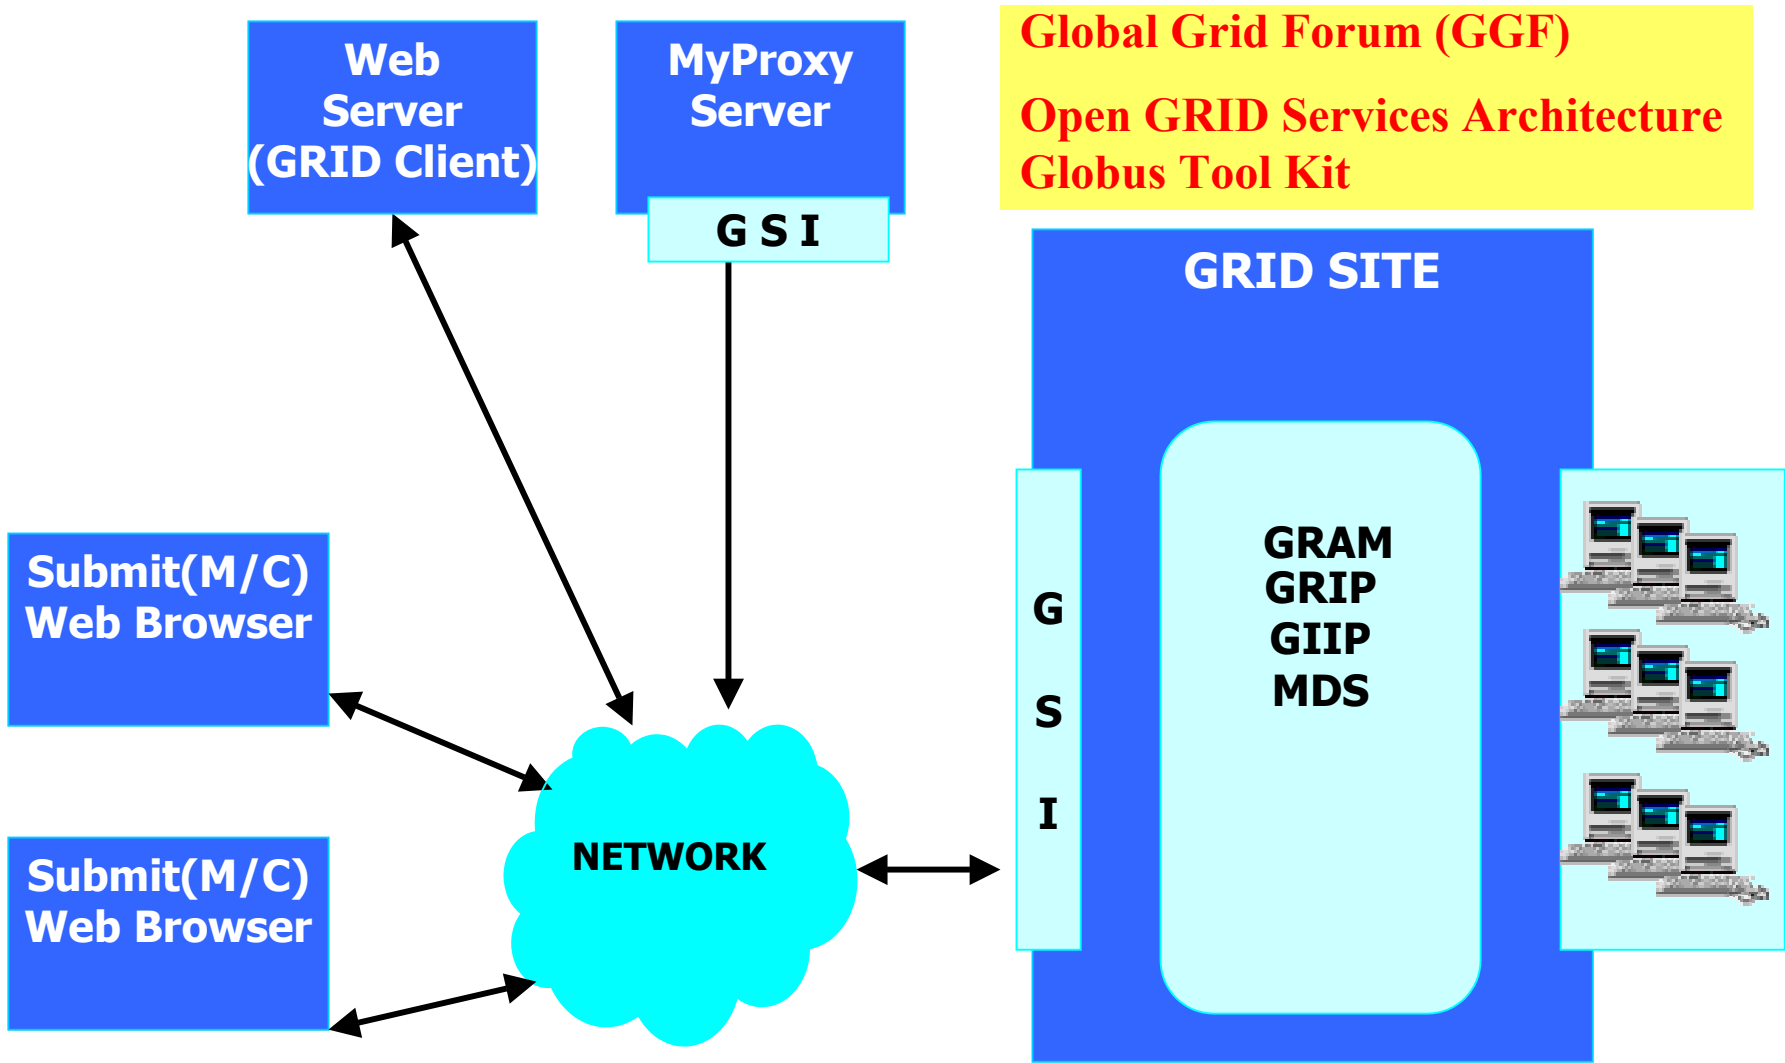 Web
Server
(GRID Client)
MyProxy
Server
G S I
Global Grid Forum (GGF)
Open GRID Services Architecture
Globus Tool Kit
GRID SITE
Submit(M/C)
Web Browser
Submit(M/C)
Web Browser
NETWORK
G
S
I
GRAM
GRIP
GIIP
MDS